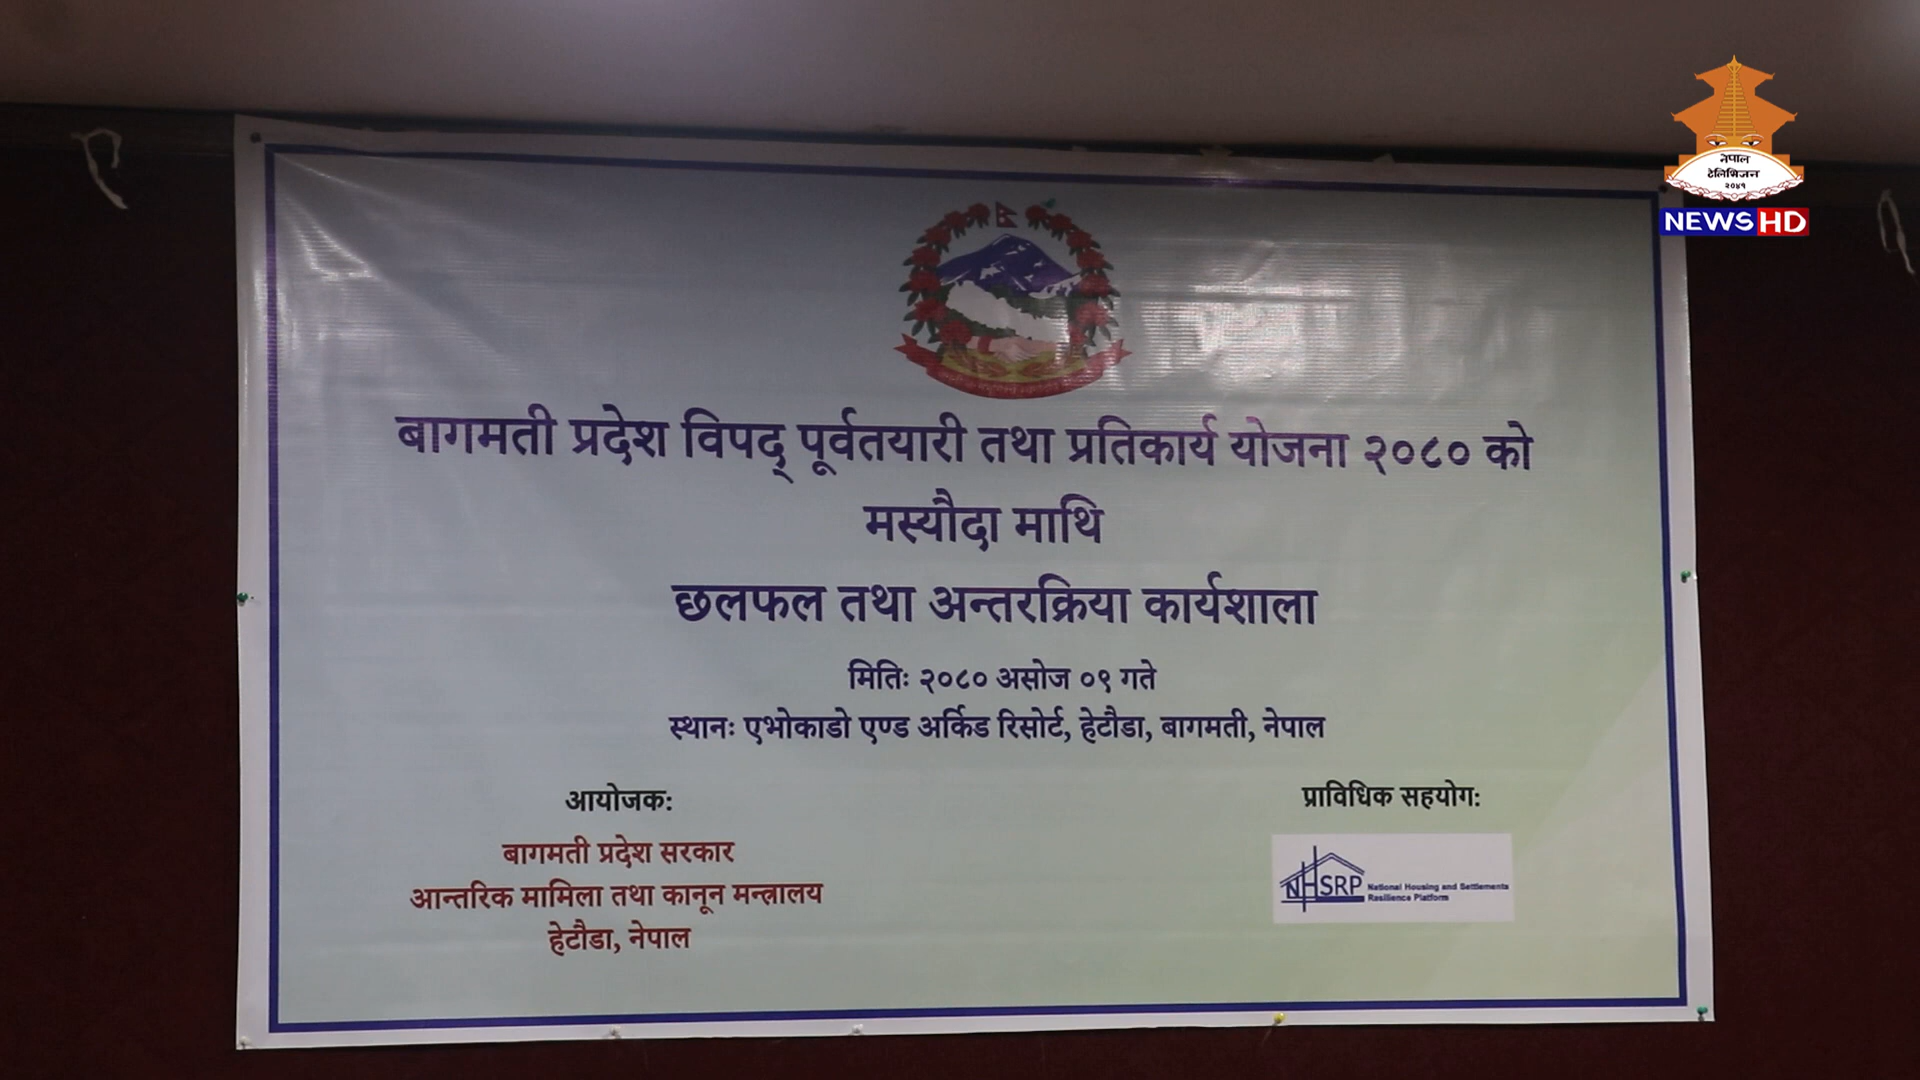 नेपाल
टेलिभिजन
२०४१
NEWS HD
बागमती प्रदेश विपद् पूर्वतयारी तथा प्रतिकार्य योजना २०८० को
मस्यौदा माथि
छलफल तथा अन्तरक्रिया कार्यशाला
मितिः २०८० असोज ०९ गते
स्थानः एभोकाडो एण्ड अर्किड रिसोर्ट, हेटौडा, बागमती, नेपाल
आयोजक:
बागमती प्रदेश सरकार
आन्तरिक मामिला तथा कानून मन्त्रालय
हेटौडा, नेपाल
प्राविधिक सहयोग:
NHSRP National Housing and Settlements
Resilience Platform